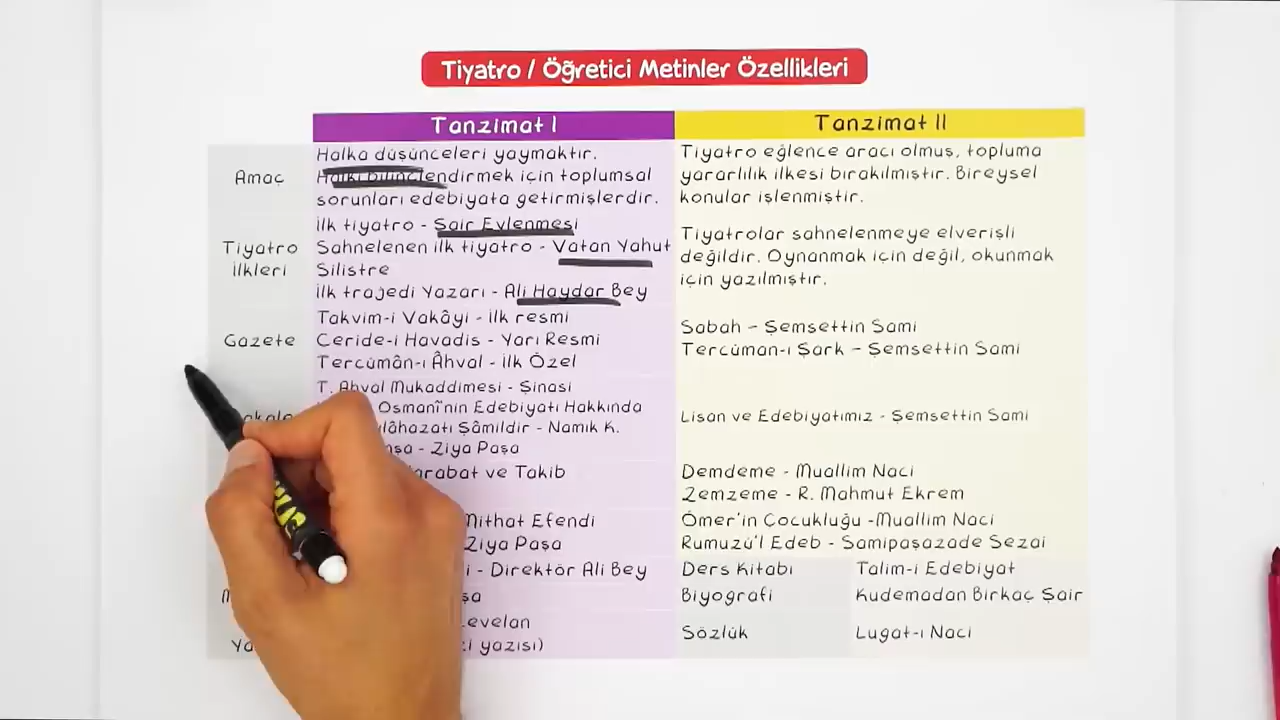 Tiyatro / Öğretici Metinler Özellikleri
Tanzimat I
Tanzimat II
Amaç
Halka düşünceleri yaymaktır.
Halkı bilinçlendirmek için toplumsal
sorunları edebiyata getirmişlerdir.
Tiyatro eğlence aracı olmuş, topluma
yararlılık ilkesi bırakılmıştır. Bireysel
konular işlenmiştir.
Tiyatro
İlkleri
İlk tiyatro - Şair Evlenmesi
Sahnelenen ilk tiyatro - Vatan Yahut
Silistre
İlk trajedi Yazarı - Ali Haydar Bey
Tiyatrolar sahnelenmeye elverişli
değildir. Oynanmak için değil, okunmak
için yazılmıştır.
Gazete
Takvim-i Vakâyi - ilk resmi
Ceride-i Havadis - Yarı Resmi
Tercümân-ı Âhval - İlk Özel
Sabah - Şemsettin Sami
Tercüman-ı Şark - Şemsettin Sami
T. Ahval Mukaddimesi - Şinasi
Osmanî'nin Edebiyatı Hakkında
Şâmildir - Namık K.
- Ziya Paşa
Lisan ve Edebiyatımız - Şemsettin Sami
ve Takib
Demdeme - Muallim Naci
Zemzeme - R. Mahmut Ekrem
Mithat Efendi
Ziya Paşa
Ömer'in Çocukluğu -Muallim Naci
Rumuzü'l Edeb - Samipaşazade Sezai
- Direktör Ali Bey
Ders Kitabı
Talim-i Edebiyat
Biyografi
Kudemadan Birkaç Şair
yazısı)
Sözlük
Lugat-ı Naci